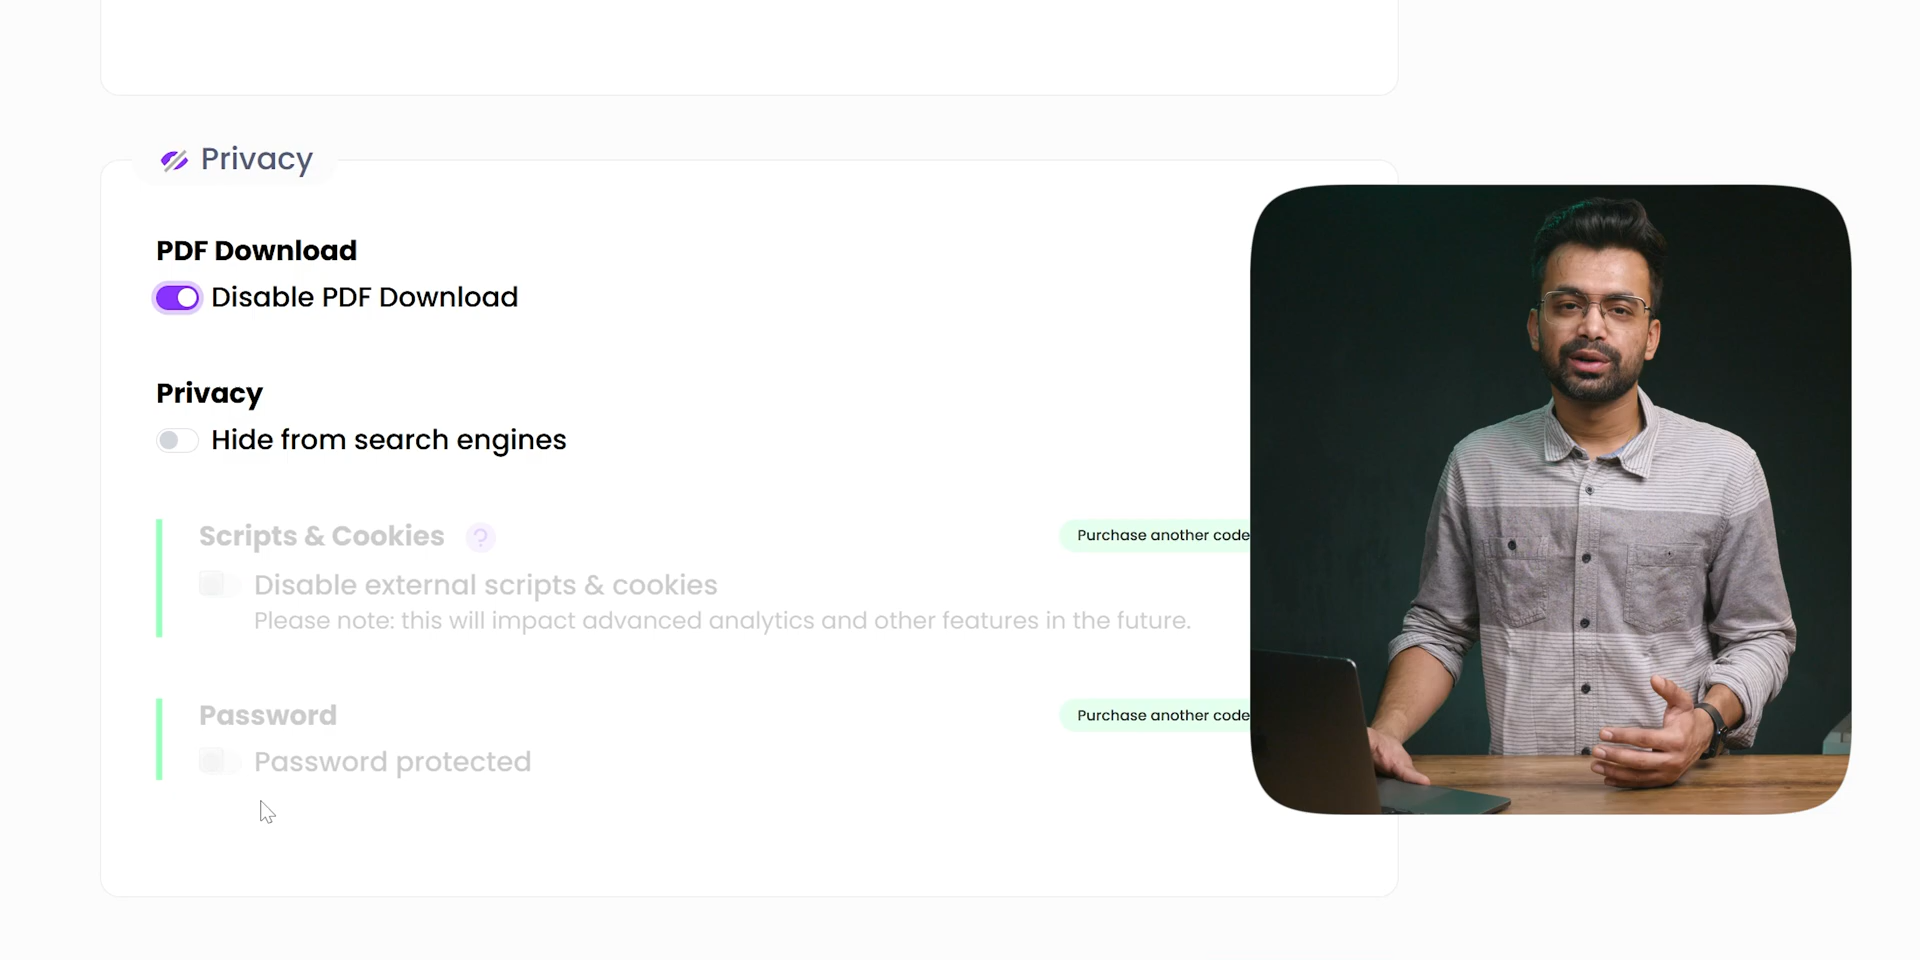 Privacy
PDF Download
Disable PDF Download
Privacy
Hide from search engines
Scripts & Cookies ?
Purchase another code
Disable external scripts & cookies
Please note: this will impact advanced analytics and other features in the future.
Password
Purchase another code
Password protected